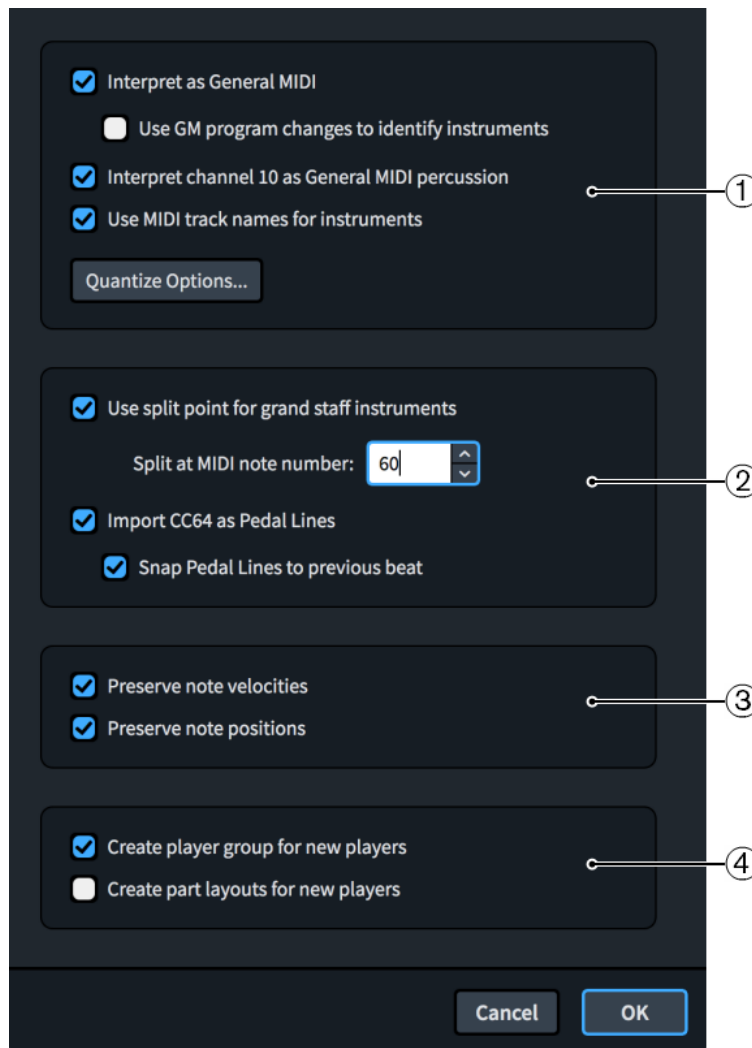 Interpret as General MIDI
Use GM program changes to identify instruments
Interpret channel 10 as General MIDI percussion
①
Use MIDI track names for instruments
Quantize Options...
Use split point for grand staff instruments
Split at MIDI note number: 60
②
Import CC64 as Pedal Lines
Snap Pedal Lines to previous beat
Preserve note velocities
③
Preserve note positions
Create player group for new players
④
Create part layouts for new players
Cancel OK